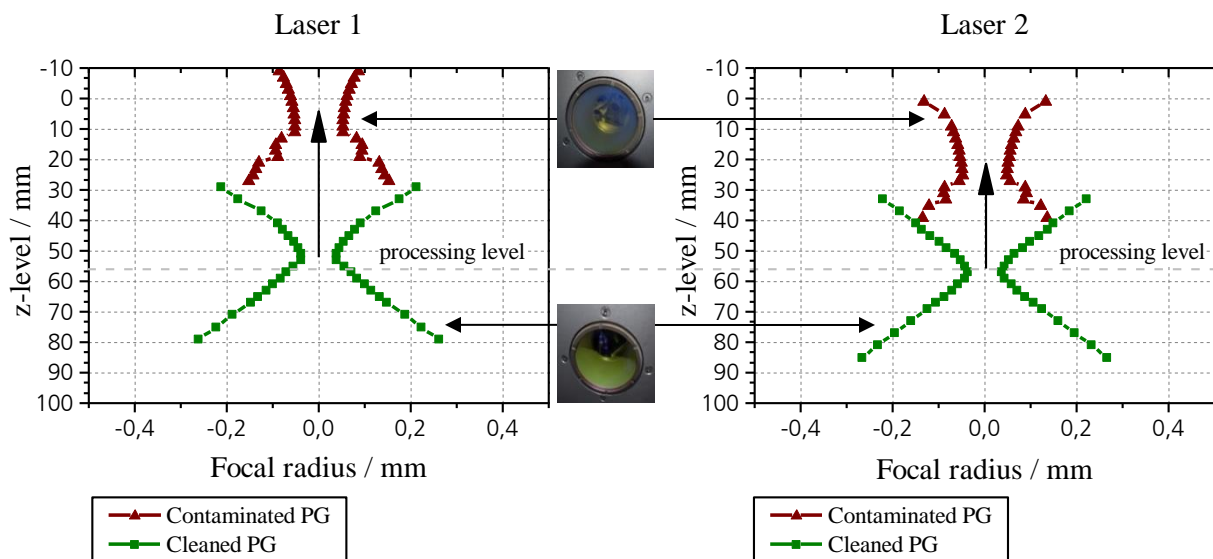 Laser 1
-10
0
10
20
30
40
50
60
70
80
90
100
z-level / mm
processing level
-0,4 -0,2 0,0 0,2 0,4
Focal radius / mm
Contaminated PG
Cleaned PG
Laser 2
-10
0
10
20
30
40
50
60
70
80
90
100
z-level / mm
processing level
-0,4 -0,2 0,0 0,2 0,4
Focal radius / mm
Contaminated PG
Cleaned PG